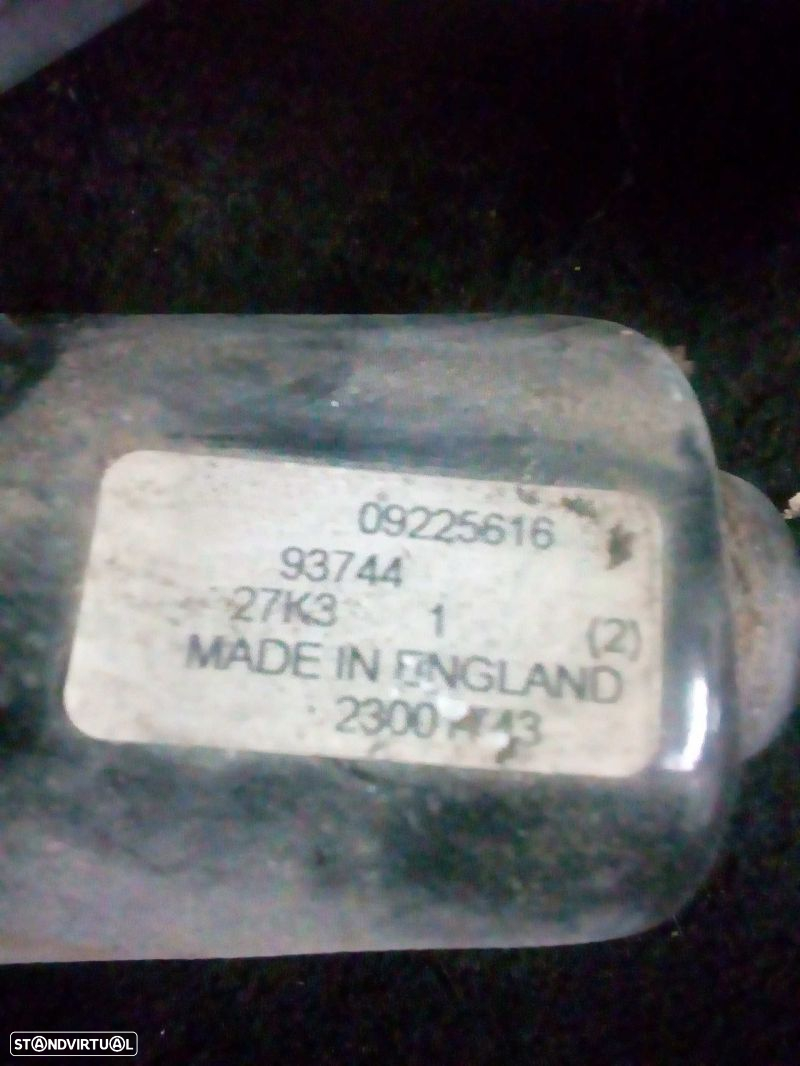 09225616
93744
27K3 1 (2)
MADE IN ENGLAND
STANDVIRTUAL